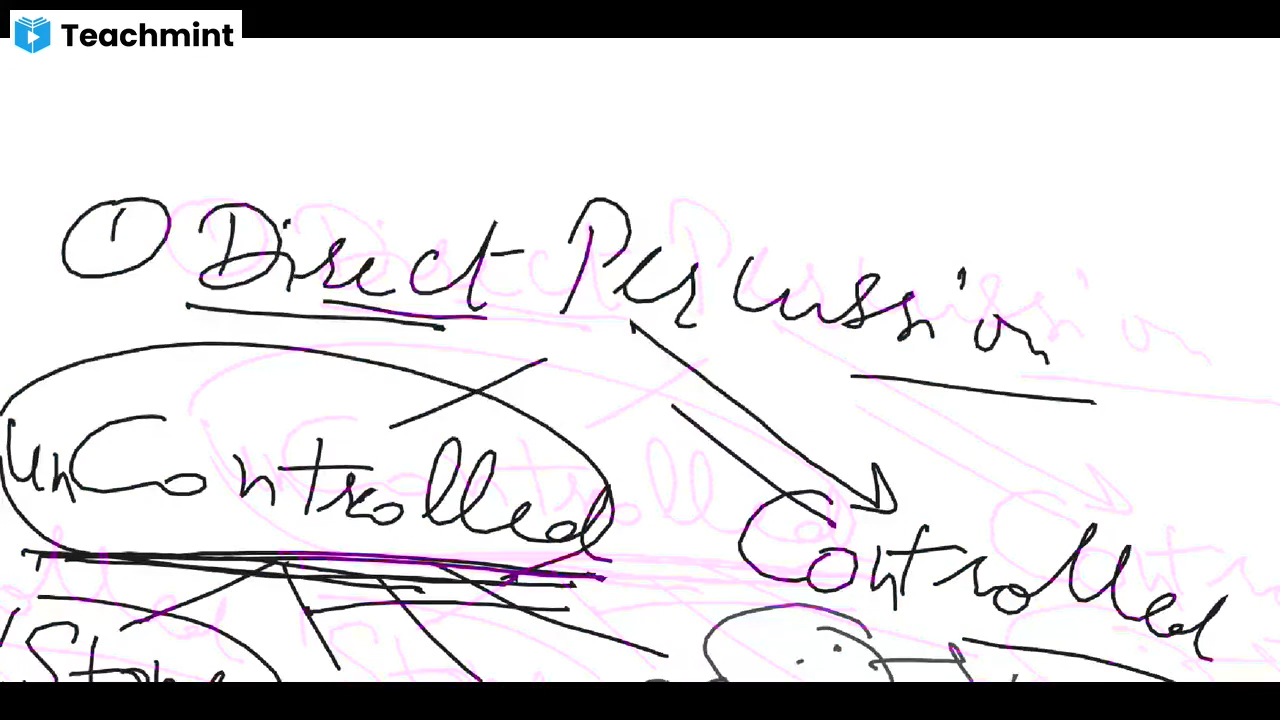 Teachmint
① Direct Percussion
unControlled
Controlled